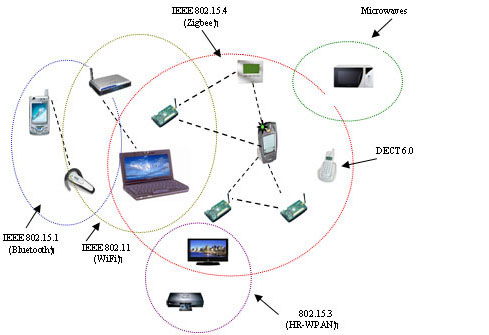 IEEE 802.15.4
(Zigbee)
Microwaves
DECT 6.0
IEEE 802.15.1
(Bluetooth)
IEEE 802.11
(WiFi)
802.15.3
(HR-WPAN)